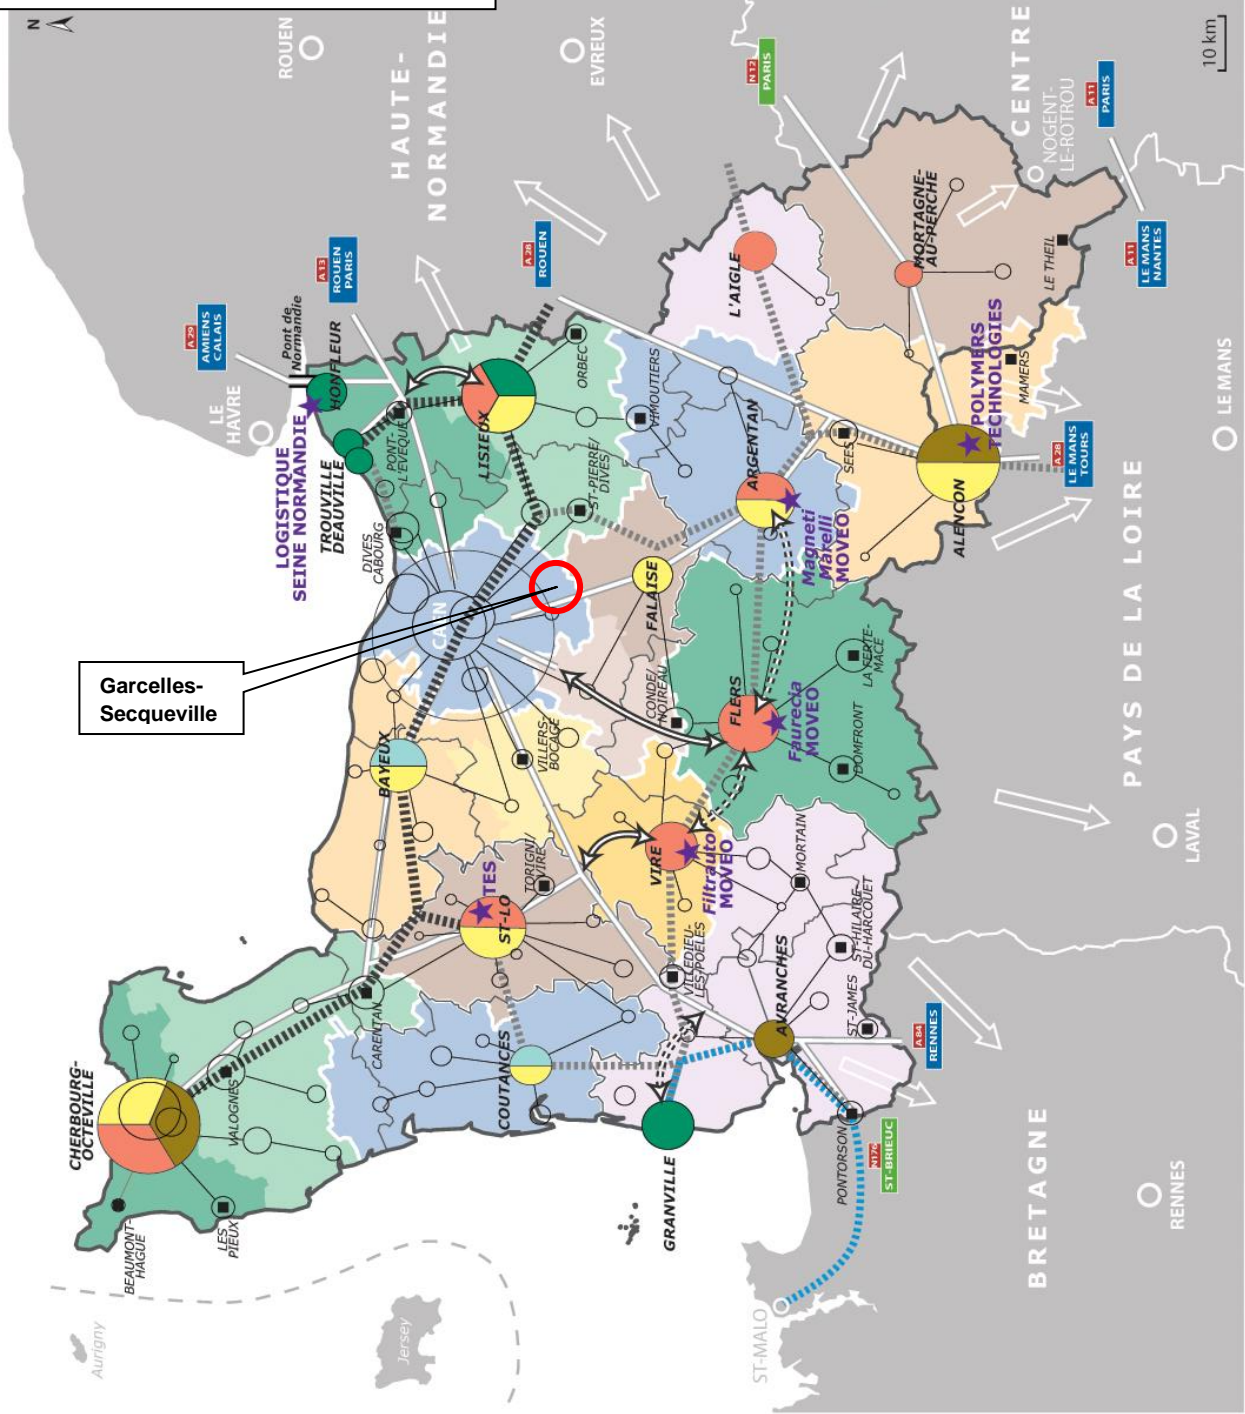 N
ROUEN
HAUTE-
NORMANDIE
EVREUX
N12
PARIS
CENTRE
NOGENT-
LE-ROTROU
A 11
PARIS
10 km
A 29
AMIENS
CALAIS
A 13
ROUEN
PARIS
A 28
ROUEN
A 11
LE MANS
NANTES
LE
HAVRE
Pont de
Normandie
HONFLEUR
LOGISTIQUE
SEINE NORMANDIE
TROUVILLE
DEAUVILLE
PONT-
L'EVEQUE
LISIEUX
ORBEC
L'AIGLE
MORTAGNE-
AU-PERCHE
LE THEIL
DIVES
CABOURG
ST-PIERRE/
DIVES
VIMOUTIERS
ARGENTAN
SEES
MAMERS
POLYMERS
TECHNOLOGIES
ALENCON
A 28
LE MANS
TOURS
LE MANS
Magneti
Marelli
MOVEO
CAEN
FALAISE
Garcelles-
Secqueville
CONDE/
NOIREAU
FLERS
Faurecia
MOVEO
LA FERTE-
MACE
DOMFRONT
PAYS DE LA LOIRE
BAYEUX
VILLERS-
BOCAGE
VIRE
Filtrauto
MOVEO
MORTAIN
LAVAL
TES
ST-LO
TORIGNI/
VIRE
VILLEDIEU-
LES-POELES
ST-HILAIRE-
DU-HARCOUET
AVRANCHES
ST-JAMES
A 84
RENNES
CARENTAN
COUTANCES
CHERBOURG-
OCTEVILLE
VALOGNES
GRANVILLE
PONTORSON
N176
ST-BRIEUC
BEAUMONT-
HAGUE
LES
PIEUX
BRETAGNE
RENNES
ST-MALO
Aurigny
Jersey